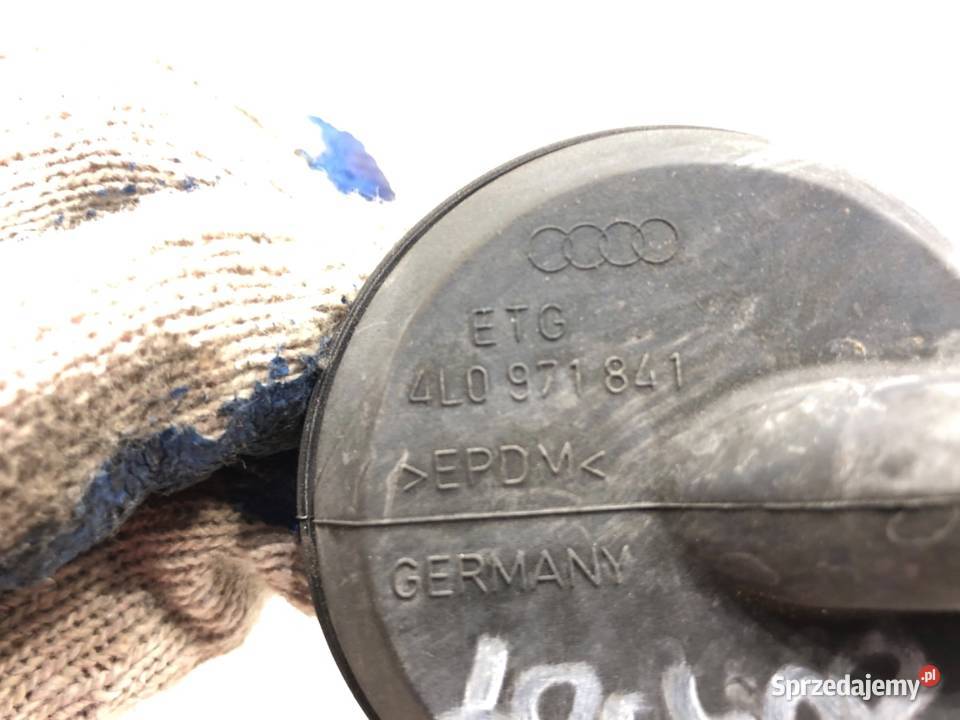 ETG
4L0 971 841
>EPDM<
GERMANY
Sprzedajemy.pl